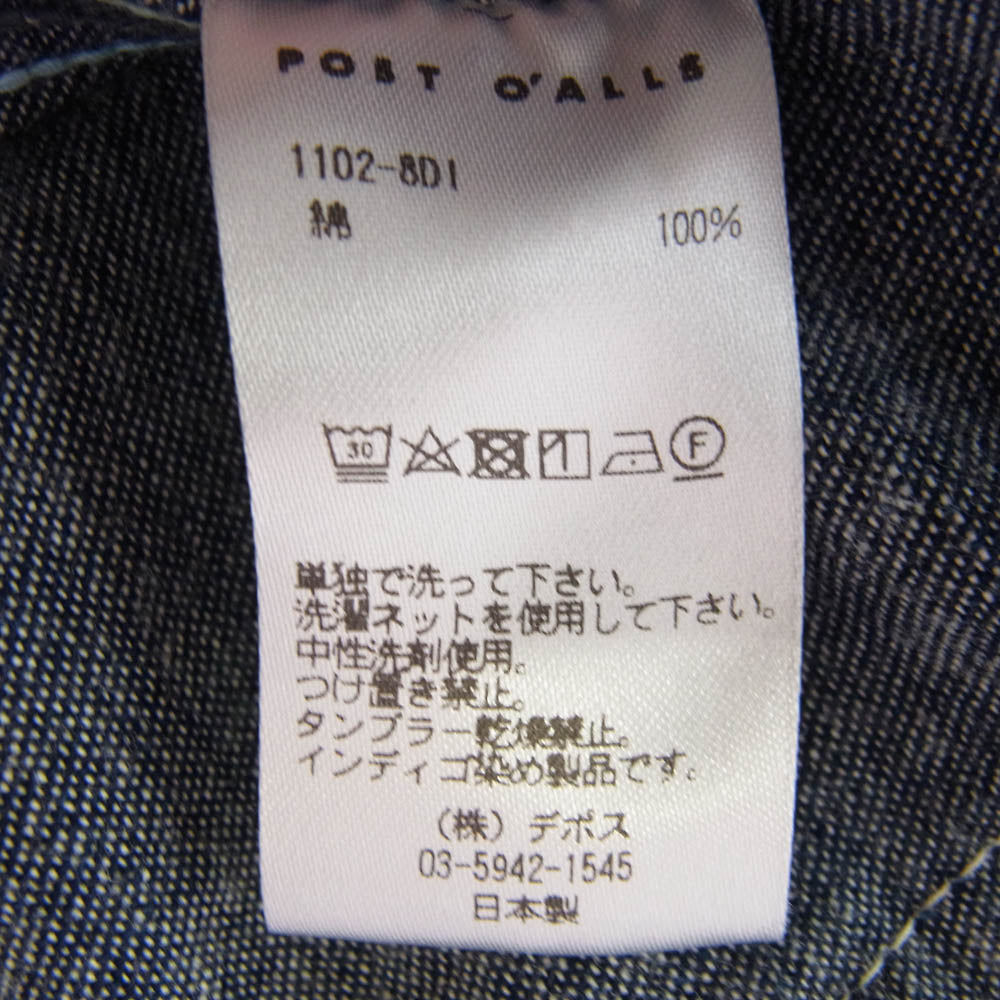 POST O'ALLS
1102-8DI
綿 100%
30 F
単独で洗って下さい。
洗濯ネットを使用して下さい。
中性洗剤使用。
つけ置き禁止。
タンブラー乾燥禁止。
インディゴ染め製品です。
（株）デポス
03-5942-1545
日本製